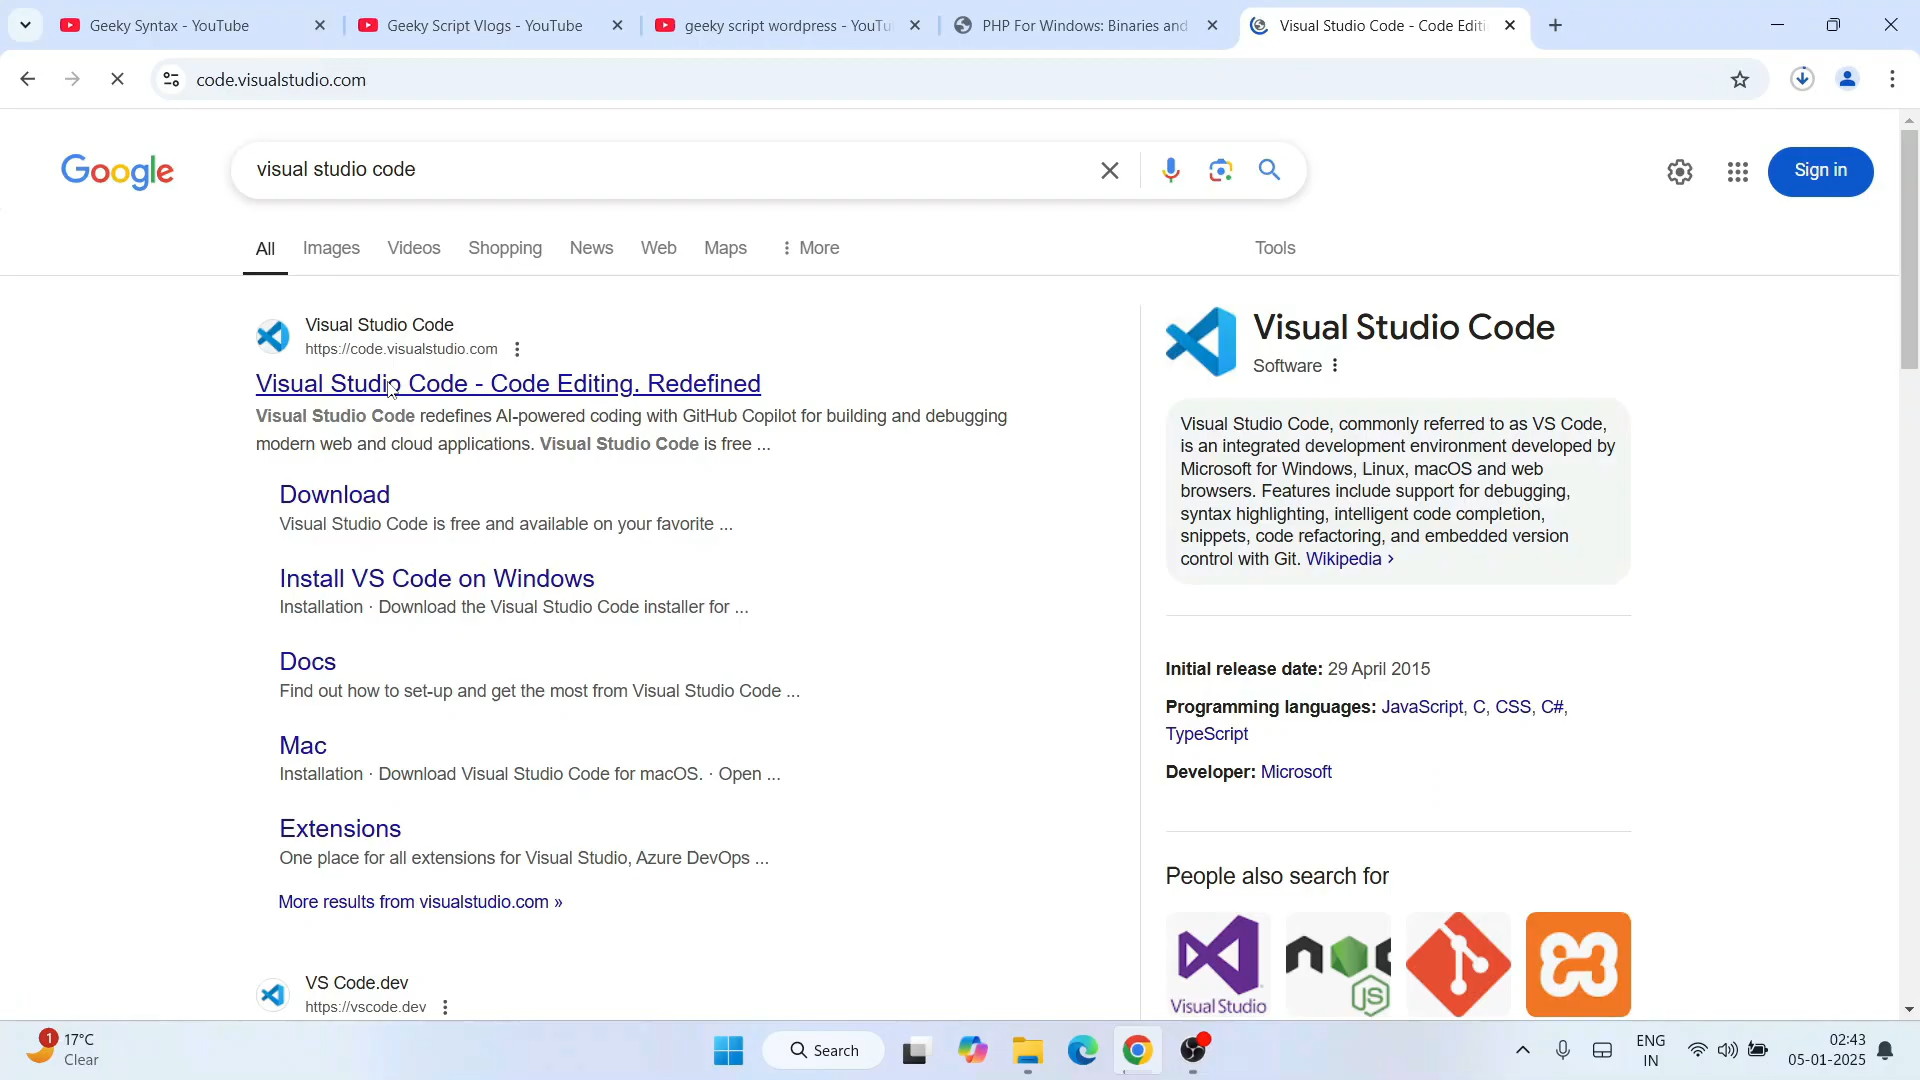 Geeky Syntax - YouTube
Geeky Script Vlogs - YouTube
geeky script wordpress - YouTu
PHP For Windows: Binaries and
Visual Studio Code - Code Editi
code.visualstudio.com
Google
visual studio code
Sign in
All
Images
Videos
Shopping
News
Web
Maps
More
Tools
Visual Studio Code
https://code.visualstudio.com
Visual Studio Code - Code Editing. Redefined
Visual Studio Code redefines AI-powered coding with GitHub Copilot for building and debugging
modern web and cloud applications. Visual Studio Code is free ...
Download
Visual Studio Code is free and available on your favorite ...
Install VS Code on Windows
Installation · Download the Visual Studio Code installer for ...
Docs
Find out how to set-up and get the most from Visual Studio Code ...
Mac
Installation · Download Visual Studio Code for macOS. · Open ...
Extensions
One place for all extensions for Visual Studio, Azure DevOps ...
More results from visualstudio.com »
VS Code.dev
https://vscode.dev
Visual Studio Code
Software
Visual Studio Code, commonly referred to as VS Code,
is an integrated development environment developed by
Microsoft for Windows, Linux, macOS and web
browsers. Features include support for debugging,
syntax highlighting, intelligent code completion,
snippets, code refactoring, and embedded version
control with Git. Wikipedia ›
Initial release date: 29 April 2015
Programming languages: JavaScript, C, CSS, C#,
TypeScript
Developer: Microsoft
People also search for
Visual Studio
JS
1
17°C
Clear
Search
ENG
IN
02:43
05-01-2025